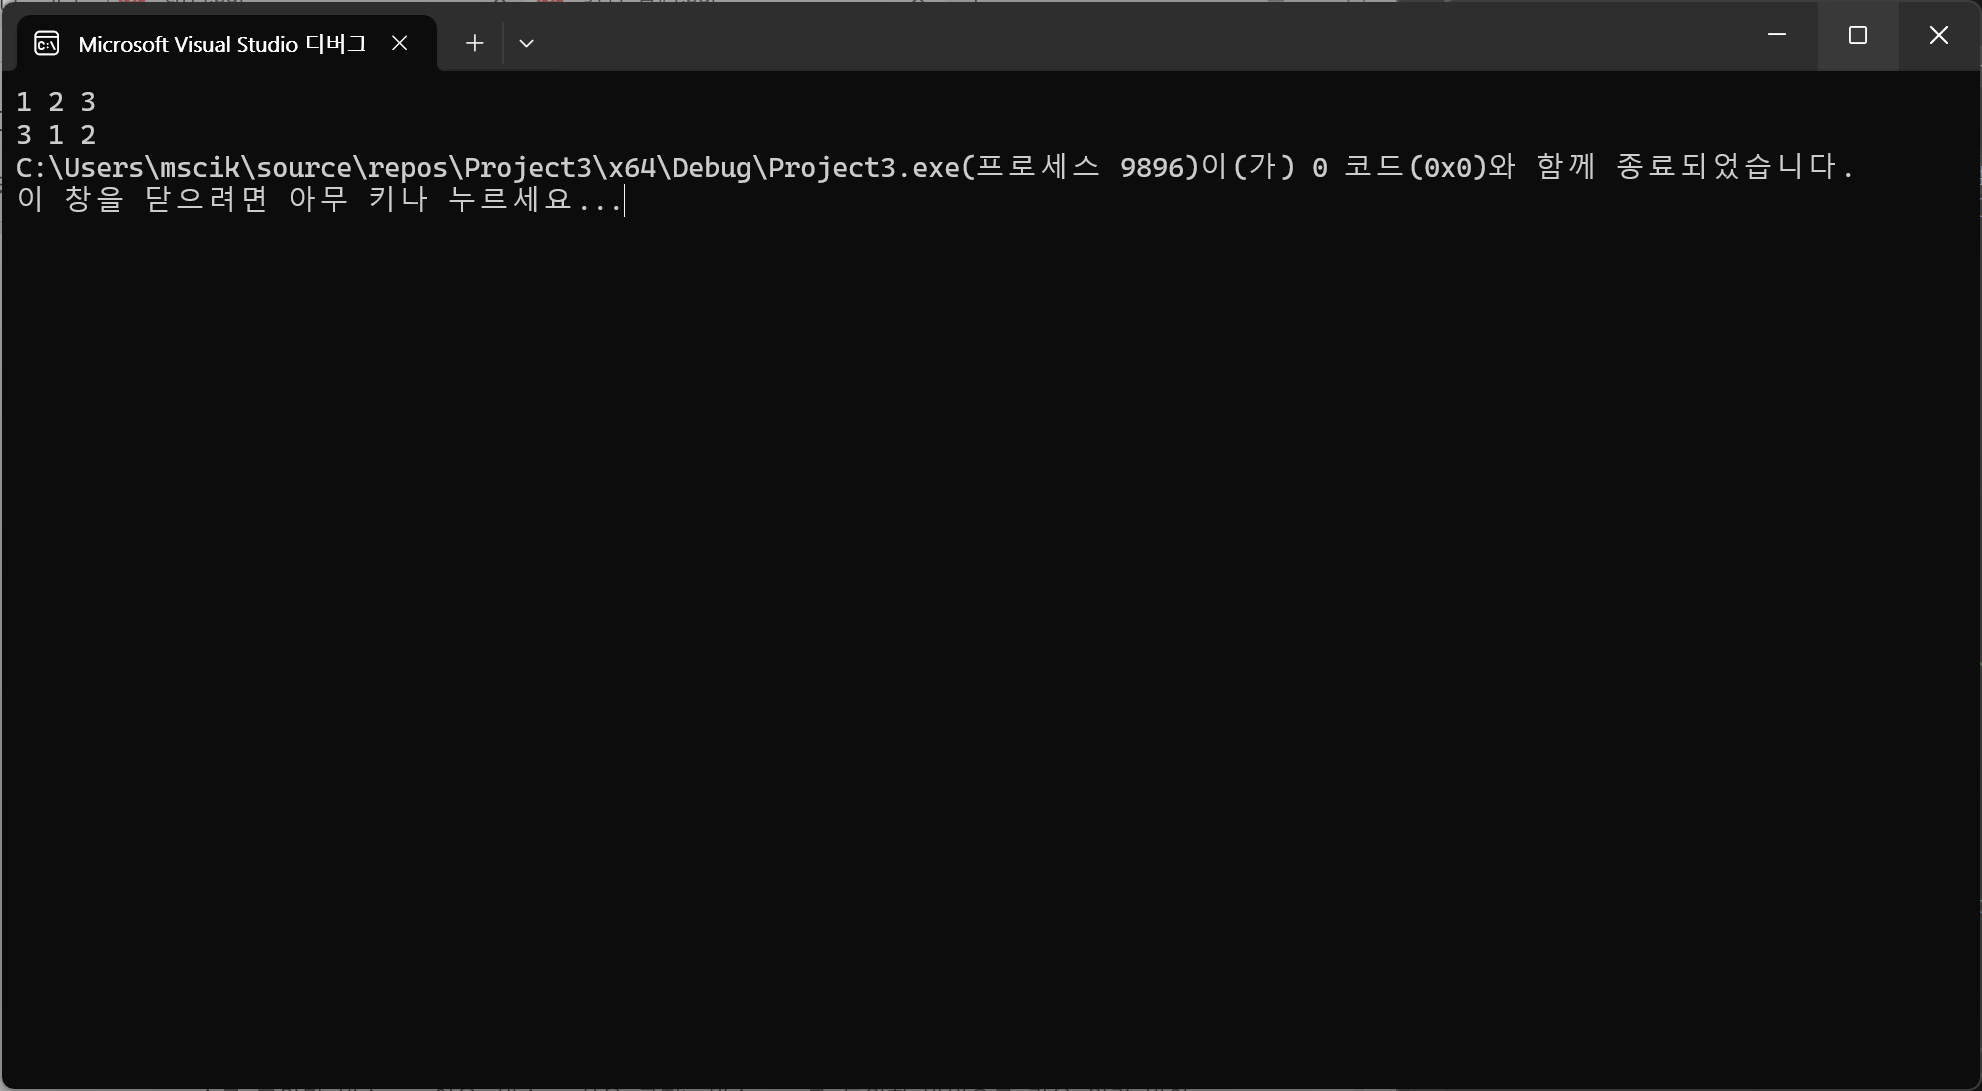 Microsoft Visual Studio 디버그
1 2 3
3 1 2
C:\Users\mscik\source\repos\Project3\x64\Debug\Project3.exe(프로세스 9896)이(가) 0 코드(0x0)와 함께 종료되었습니다.
이 창을 닫으려면 아무 키나 누르세요...